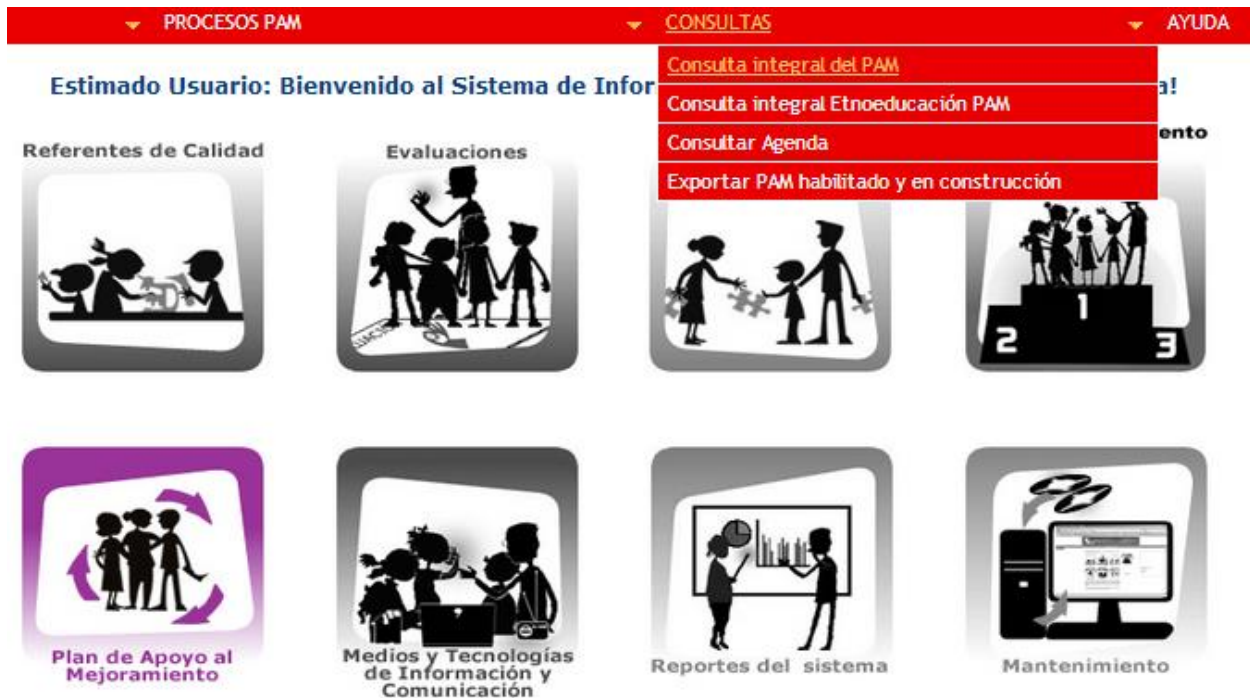 PROCESOS PAM CONSULTAS AYUDA
Consulta integral del PAM
Consulta integral Etnoeducación PAM
Consultar Agenda
Exportar PAM habilitado y en construcción
Estimado Usuario: Bienvenido al Sistema de Infor a!
Referentes de Calidad
Evaluaciones
ento
D
1
2
3
Plan de Apoyo al
Mejoramiento
Medios y Tecnologías
de Información y
Comunicación
Reportes del sistema
Mantenimiento